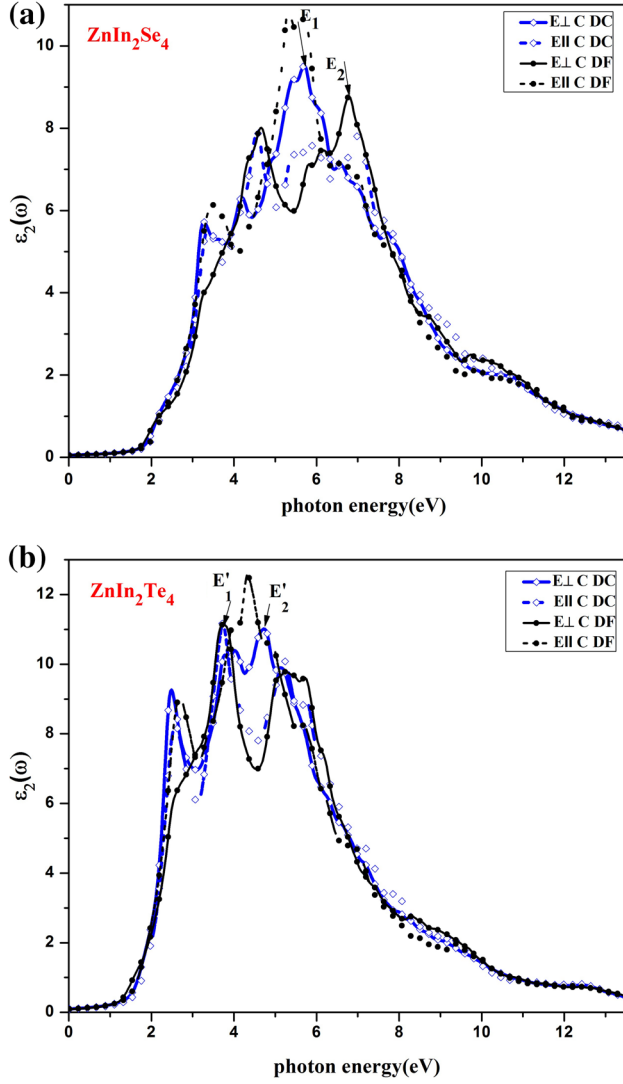 (a)
ZnIn₂Se₄
E₁
E₂
E⊥ C DC
E|| C DC
E⊥ C DF
E|| C DF
10
8
6
4
2
0
ε₂(ω)
0 2 4 6 8 10 12
photon energy(eV)
(b)
ZnIn₂Te₄
E'₁
E'₂
E⊥ C DC
E|| C DC
E⊥ C DF
E|| C DF
12
10
8
6
4
2
0
ε₂(ω)
0 2 4 6 8 10 12
photon energy(eV)